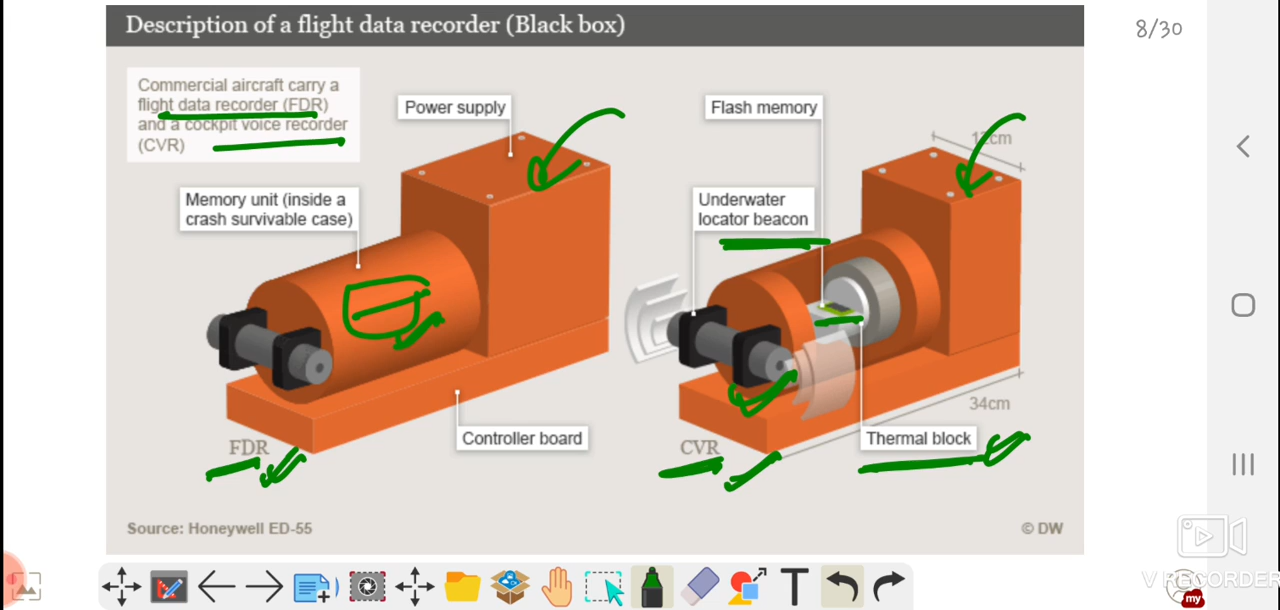 Description of a flight data recorder (Black box)
8/30
Commercial aircraft carry a
flight data recorder (FDR)
and a cockpit voice recorder
(CVR)
Power supply
Flash memory
12cm
Memory unit (inside a
crash survivable case)
Underwater
locator beacon
34cm
Controller board
Thermal block
FDR
CVR
Source: Honeywell ED-55
© DW
T
V RECORDER
my